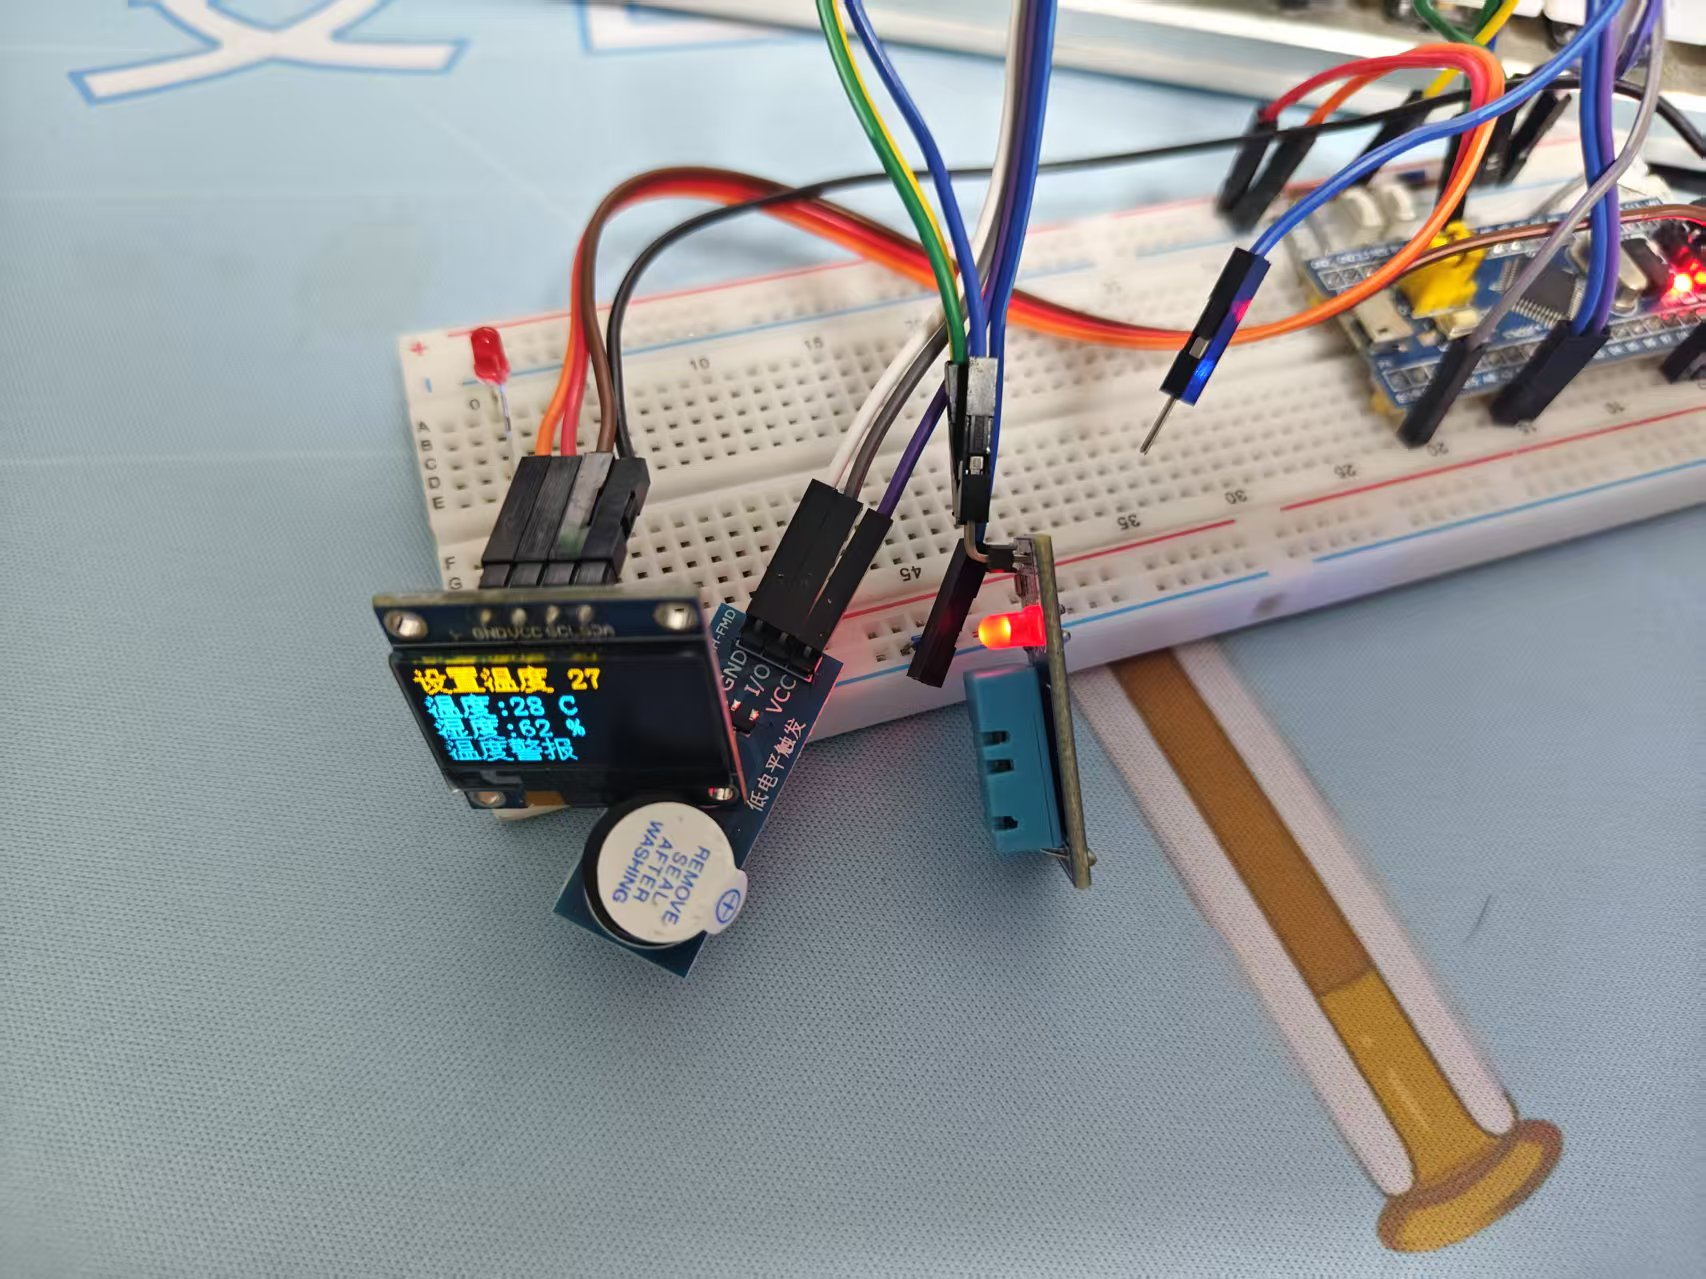 设置温度 27
温度:28 C
湿度:62 %
温度警报
GND VCC SCL SDA
GND
I/O
VCC
低电平触发
REMOVE
SEAL
AFTER
WASHING
+
10
15
0
A
B
C
D
E
F
G
45
35
30
25
20